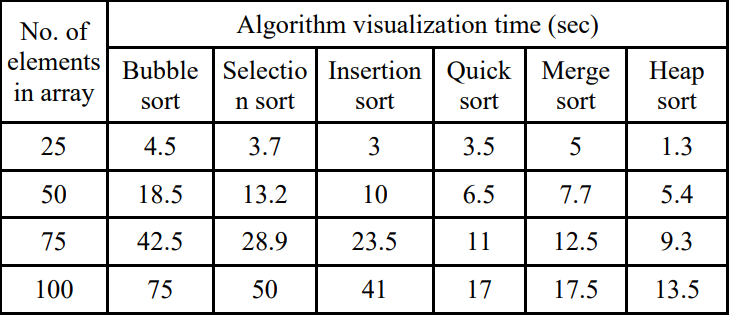 No. of elements in array
Algorithm visualization time (sec)
Bubble sort
Selectio n sort
Insertion sort
Quick sort
Merge sort
Heap sort
25 4.5 3.7 3 3.5 5 1.3
50 18.5 13.2 10 6.5 7.7 5.4
75 42.5 28.9 23.5 11 12.5 9.3
100 75 50 41 17 17.5 13.5